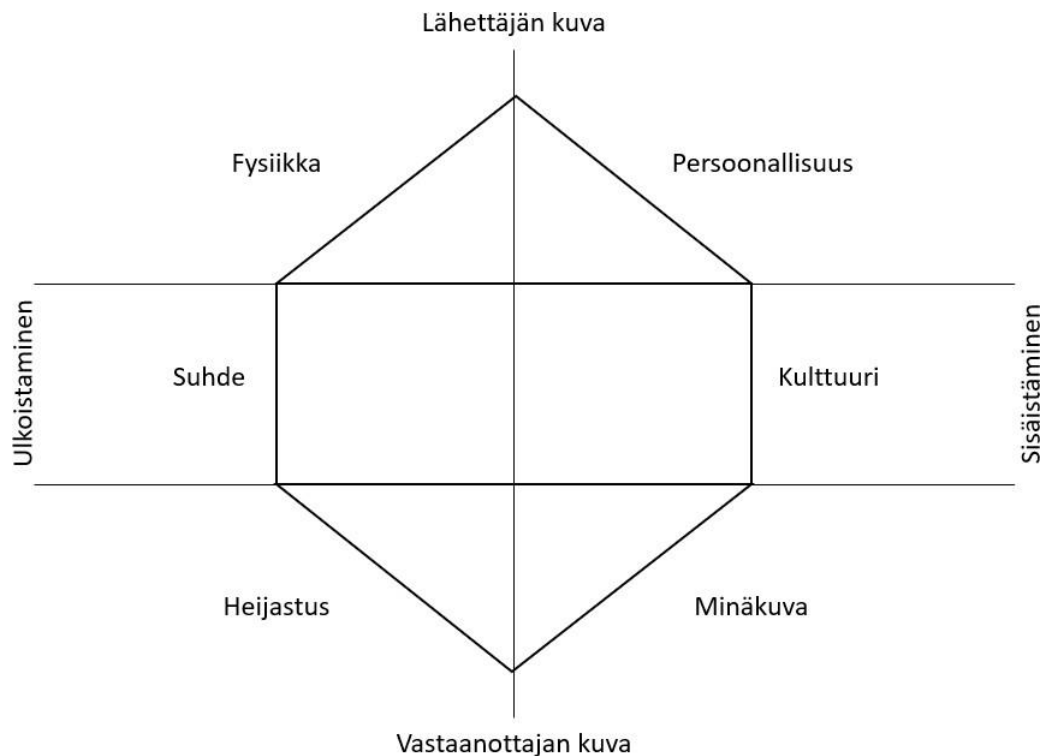 Lähettäjän kuva
Fysiikka
Persoonallisuus
Ulkoistaminen
Suhde
Kulttuuri
Sisäistäminen
Heijastus
Minäkuva
Vastaanottajan kuva